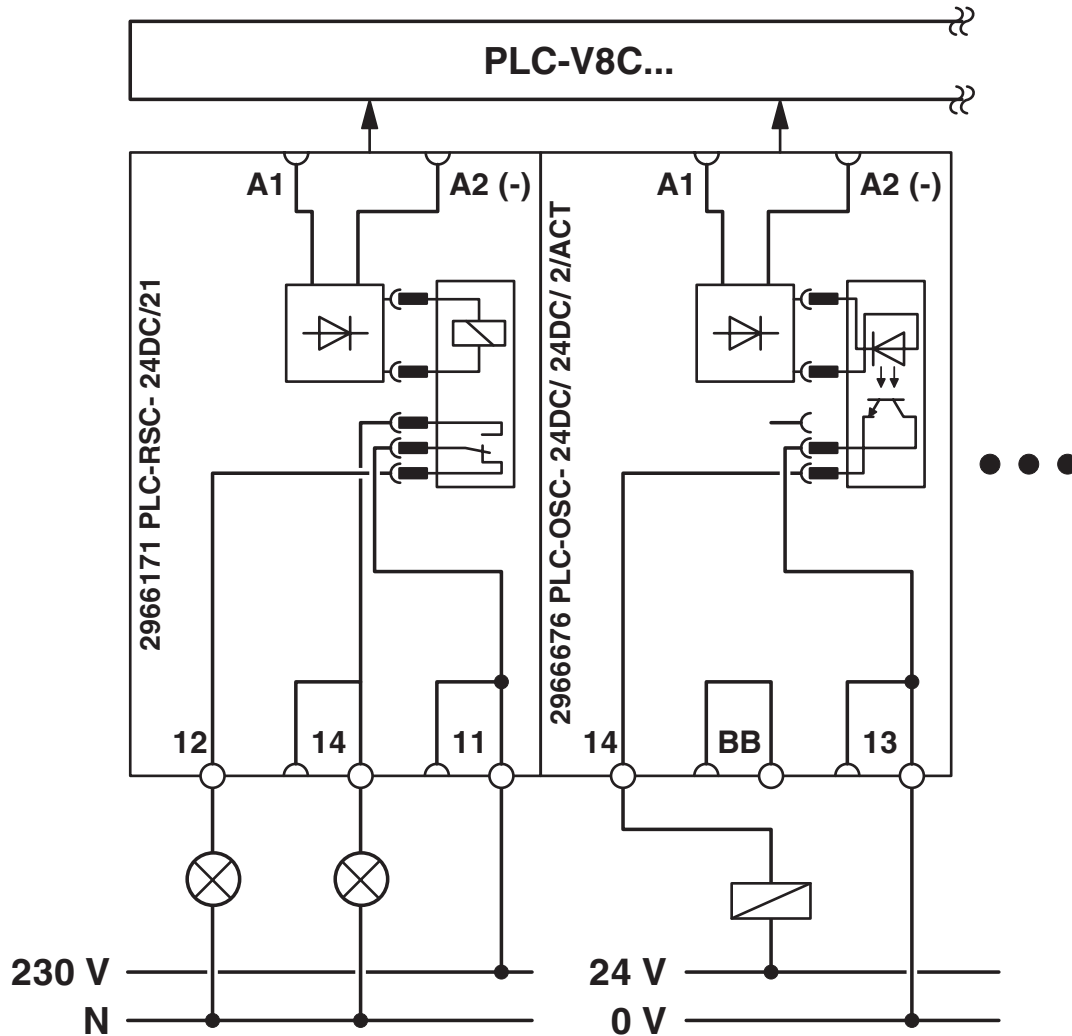 PLC-V8C...
A1
A2 (-)
A1
A2 (-)
2966171 PLC-RSC- 24DC/21
2966676 PLC-OSC- 24DC/ 24DC/ 2/ACT
12
14
11
14
BB
13
230 V
N
24 V
0 V